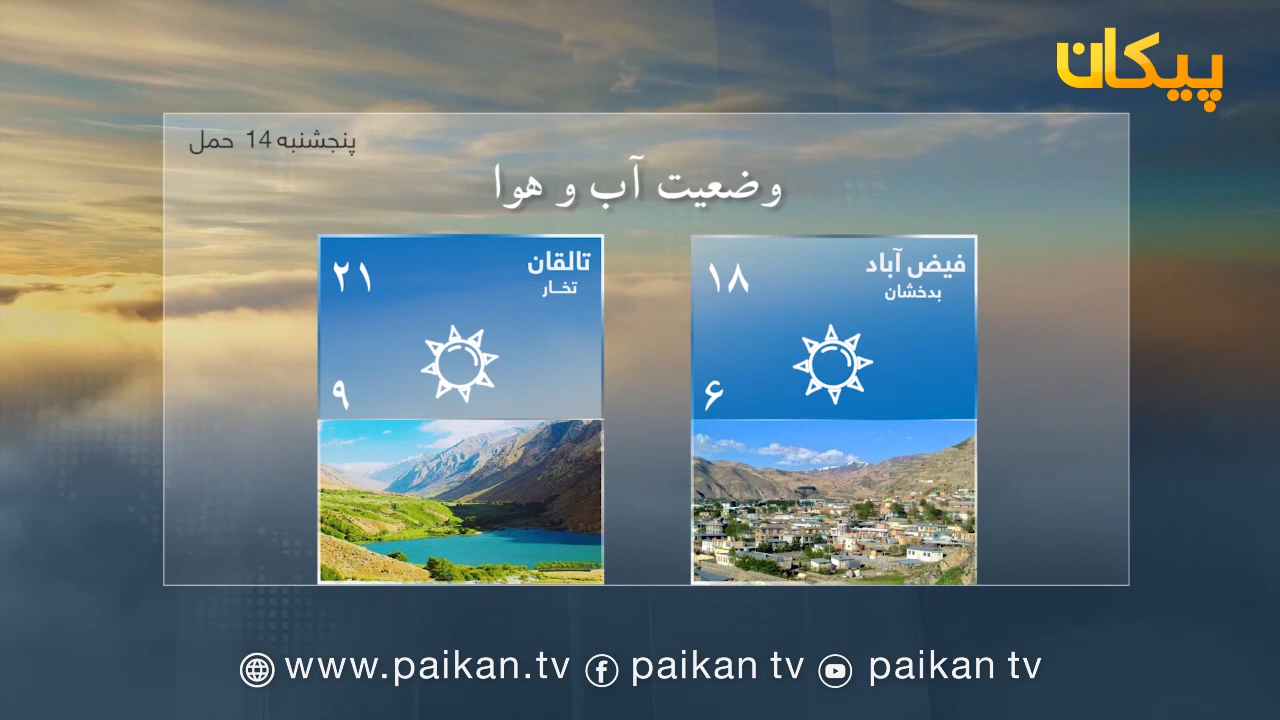 پیکان
پنجشنبه 14 حمل
وضعیت آب و هوا
فیض آباد
بدخشان
۱۸
۶
تالقان
تخـار
۲۱
۹
www.paikan.tv paikan tv paikan tv